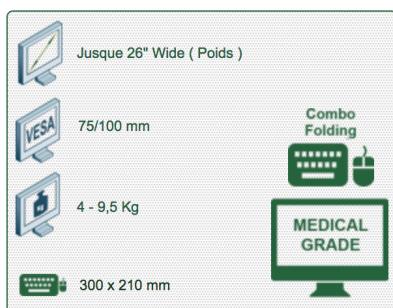 Jusque 26" Wide ( Poids )
VESA
75/100 mm
Combo
Folding
KG
4 - 9,5 Kg
MEDICAL
GRADE
300 x 210 mm